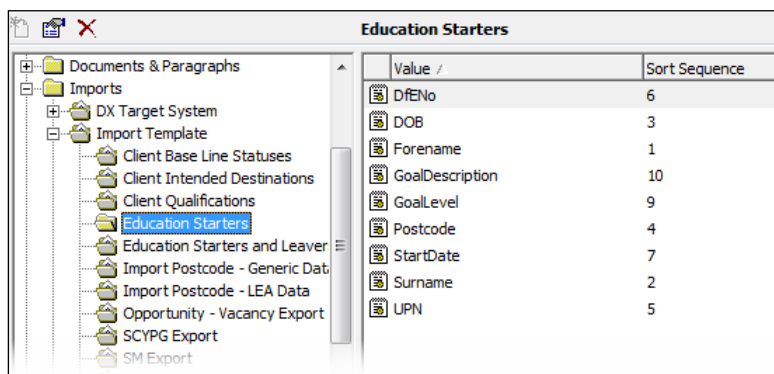 Education Starters
Documents & Paragraphs
Imports
DX Target System
Import Template
Client Base Line Statuses
Client Intended Destinations
Client Qualifications
Education Starters
Education Starters and Leaver
Import Postcode - Generic Dat
Import Postcode - LEA Data
Opportunity - Vacancy Export
SCYPG Export
SM Export
Value Sort Sequence
DfENo 6
DOB 3
Forename 1
GoalDescription 10
GoalLevel 9
Postcode 4
StartDate 7
Surname 2
UPN 5